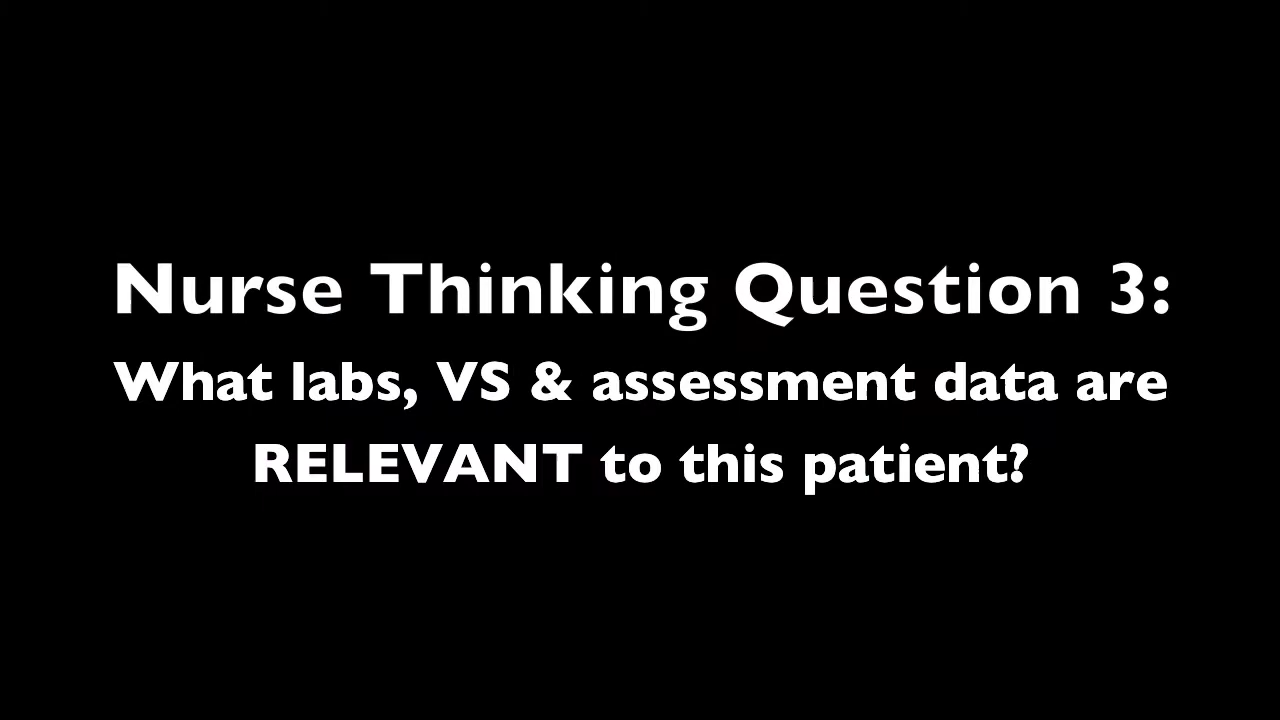 Nurse Thinking Question 3:
What labs, VS & assessment data are
RELEVANT to this patient?